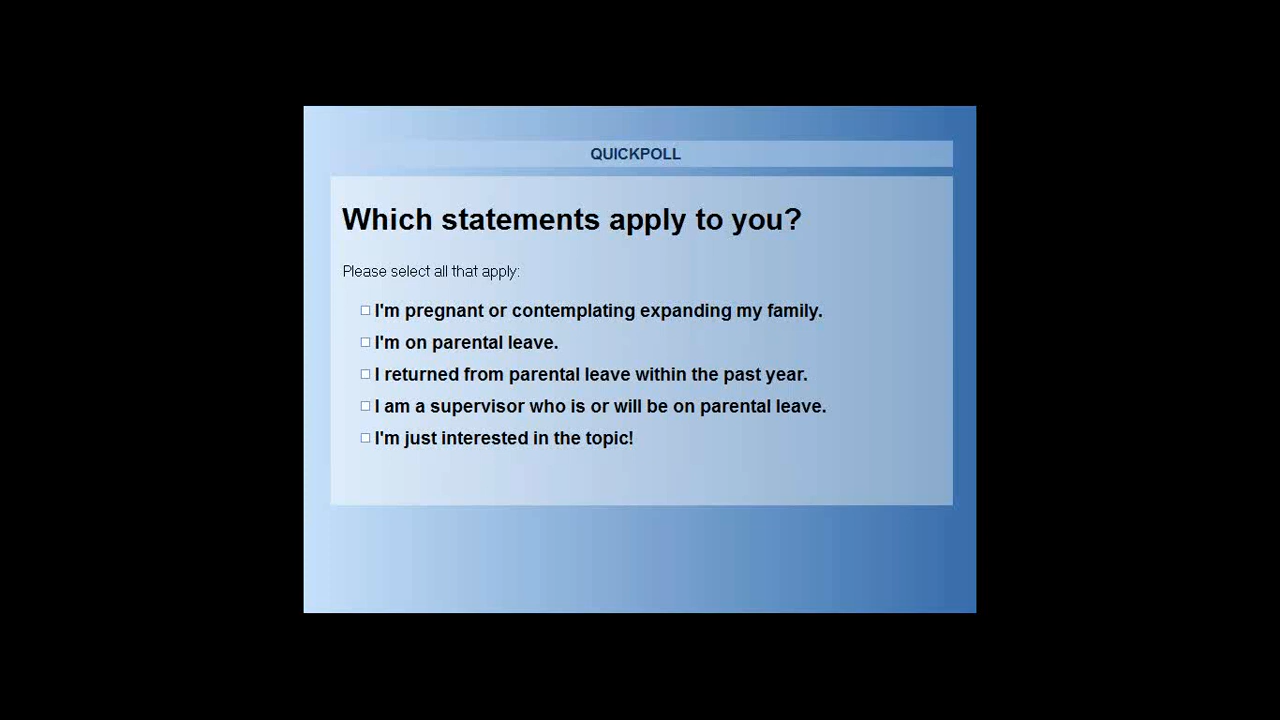 QUICKPOLL
Which statements apply to you?
Please select all that apply:
I'm pregnant or contemplating expanding my family.
I'm on parental leave.
I returned from parental leave within the past year.
I am a supervisor who is or will be on parental leave.
I'm just interested in the topic!